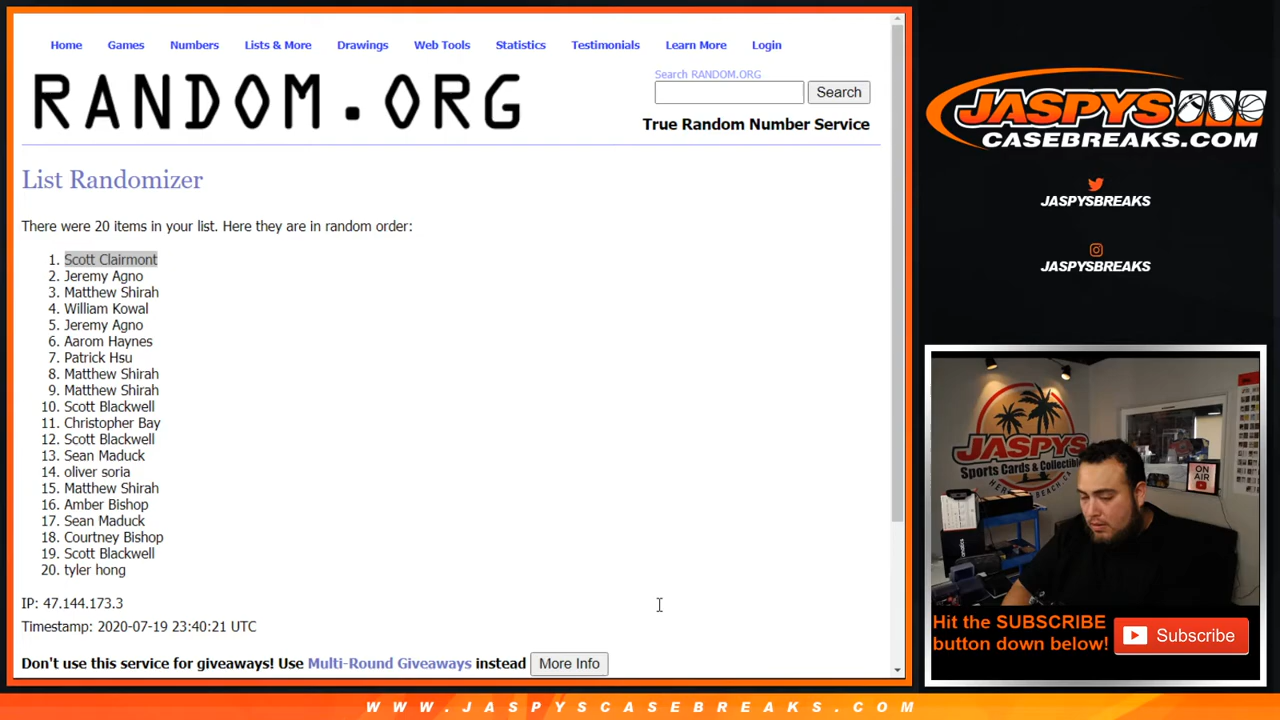 Home Games Numbers Lists & More Drawings Web Tools Statistics Testimonials Learn More Login
RANDOM.ORG
Search RANDOM.ORG
Search
True Random Number Service
List Randomizer
There were 20 items in your list. Here they are in random order:
1. Scott Clairmont
2. Jeremy Agno
3. Matthew Shirah
4. William Kowal
5. Jeremy Agno
6. Aarom Haynes
7. Patrick Hsu
8. Matthew Shirah
9. Matthew Shirah
10. Scott Blackwell
11. Christopher Bay
12. Scott Blackwell
13. Sean Maduck
14. oliver soria
15. Matthew Shirah
16. Amber Bishop
17. Sean Maduck
18. Courtney Bishop
19. Scott Blackwell
20. tyler hong
IP: 47.144.173.3
Timestamp: 2020-07-19 23:40:21 UTC
Don't use this service for giveaways! Use Multi-Round Giveaways instead More Info
JASPYS
CASEBREAKS.COM
JASPYSBREAKS
JASPYSBREAKS
JASPYS
Sports Cards & Collectibles
ON
AIR
Hit the SUBSCRIBE
button down below!
Subscribe
WWW.JASPYSCASEBREAKS.COM